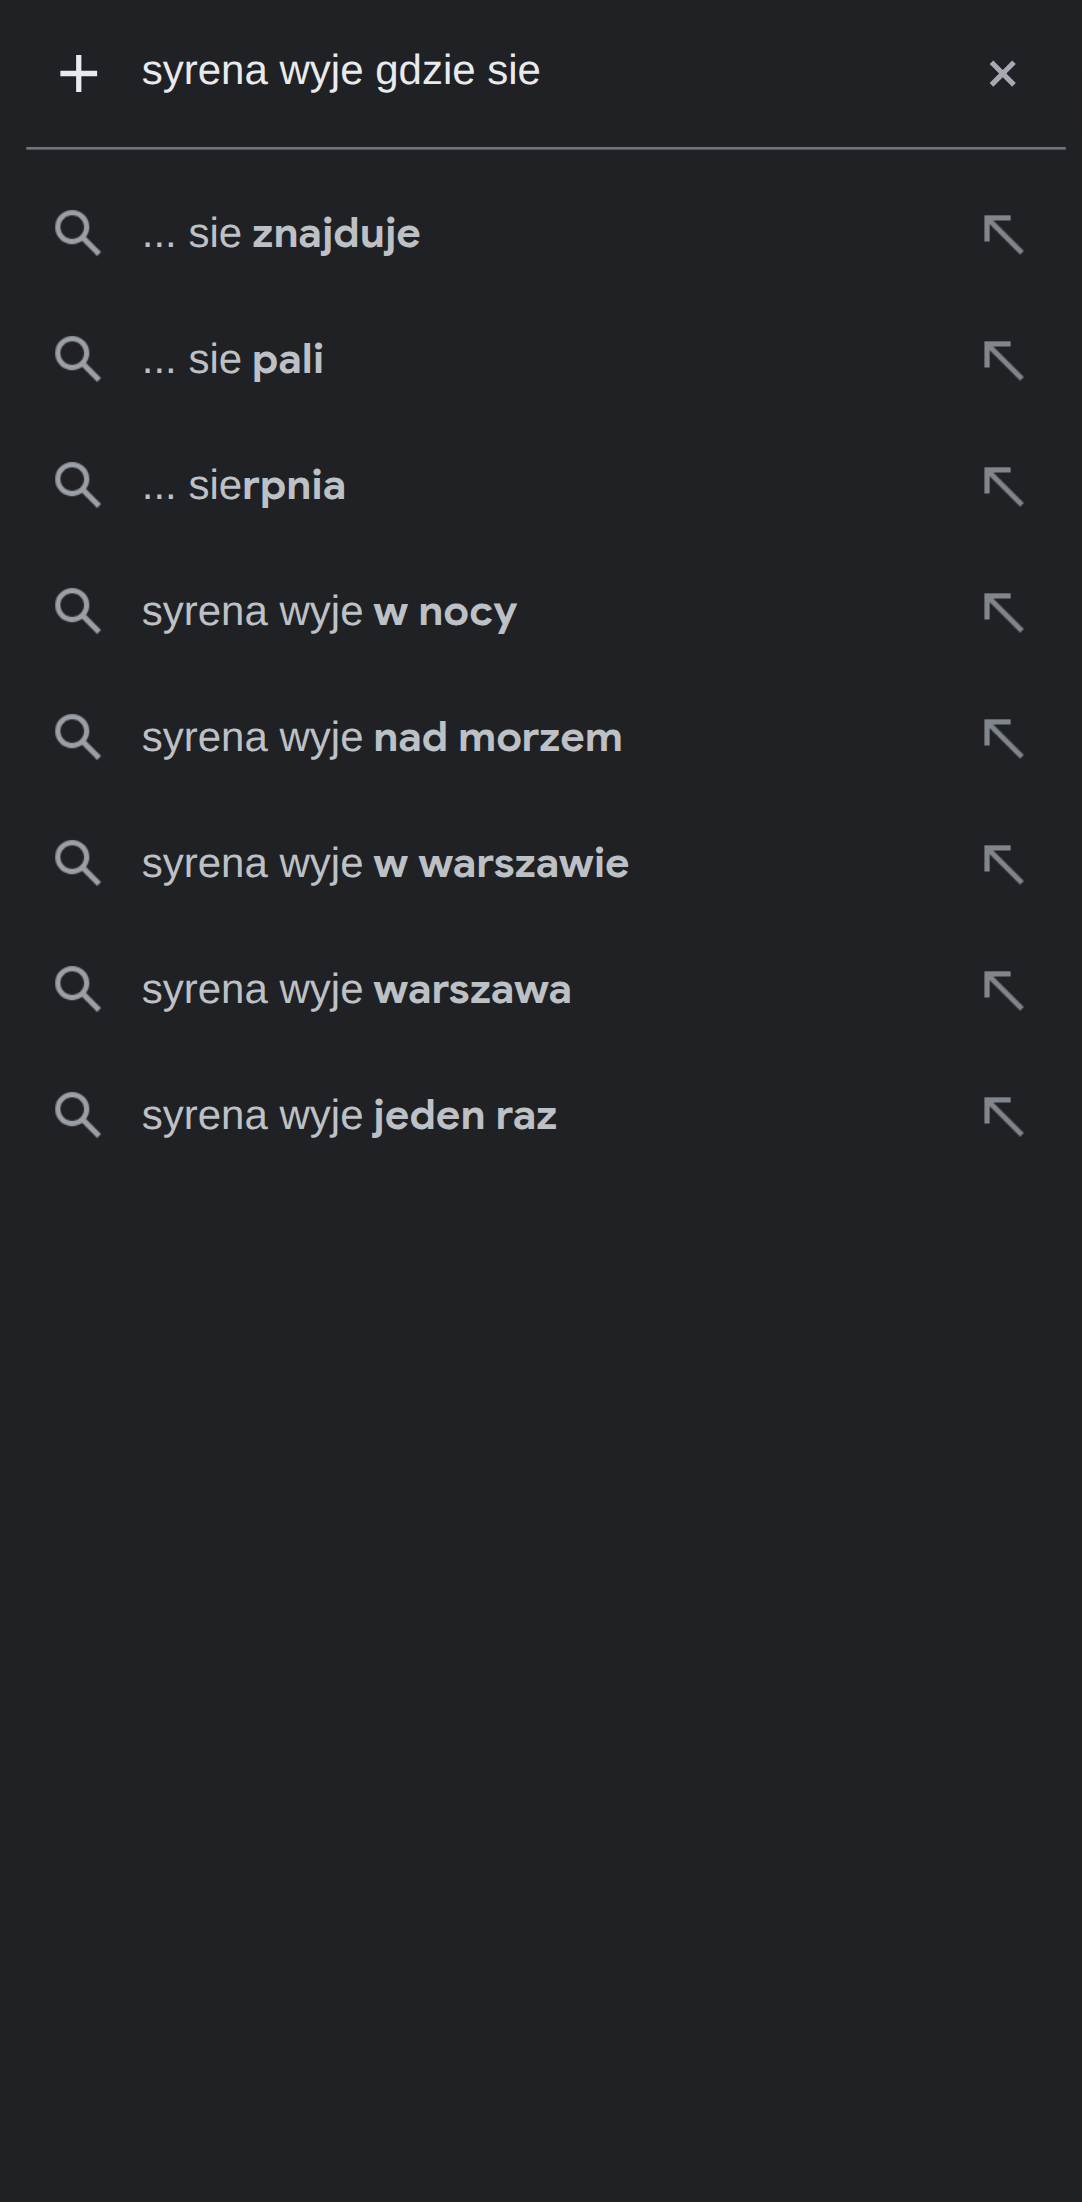 syrena wyje gdzie sie
... sie znajduje
... sie pali
... sierpnia
syrena wyje w nocy
syrena wyje nad morzem
syrena wyje w warszawie
syrena wyje warszawa
syrena wyje jeden raz